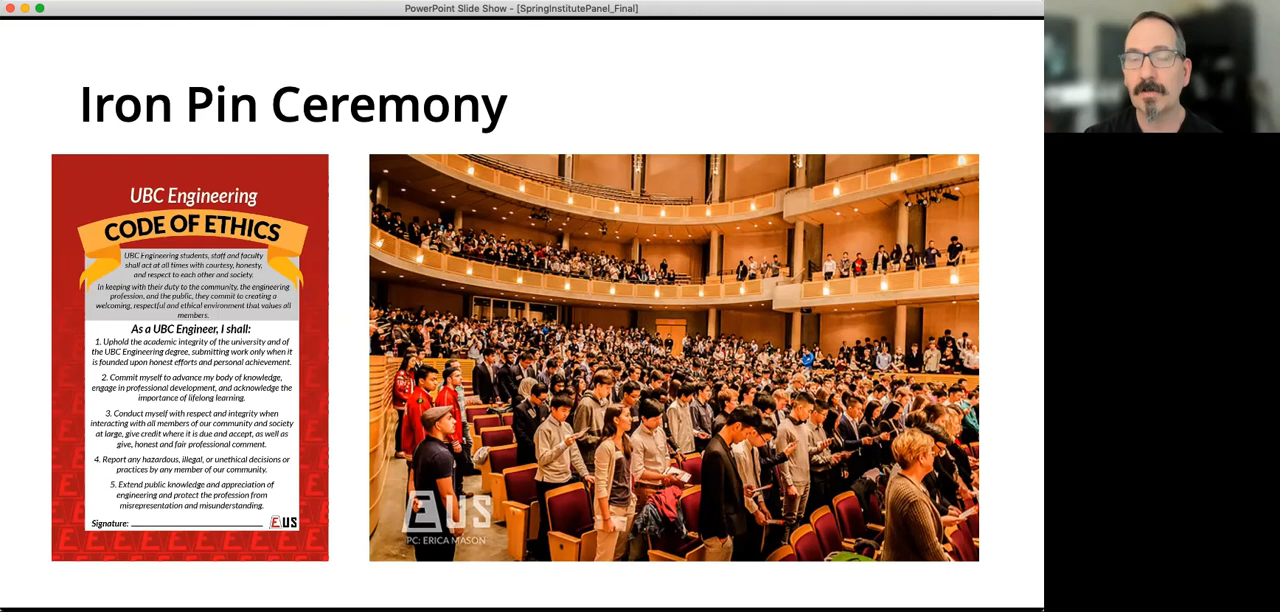 PowerPoint Slide Show - [SpringInstitutePanel_Final]
Iron Pin Ceremony
UBC Engineering
CODE OF ETHICS
UBC Engineering students, staff and faculty
shall act at all times with courtesy, honesty,
and respect to each other and society.
In keeping with their duty to the community, the engineering
profession, and the public, they commit to creating a
welcoming, respectful and ethical environment that values all
members.
As a UBC Engineer, I shall:
1. Uphold the academic integrity of the university and of
the UBC Engineering degree, submitting work only when it
is founded upon honest efforts and personal achievement.
2. Commit myself to advance my body of knowledge,
engage in professional development, and acknowledge the
importance of lifelong learning.
3. Conduct myself with respect and integrity when
interacting with all members of our community and society
at large, give credit where it is due and accept, as well as
give, honest and fair professional comment.
4. Report any hazardous, illegal, or unethical decisions or
practices by any member of our community.
5. Extend public knowledge and appreciation of
engineering and protect the profession from
misrepresentation and misunderstanding.
Signature:
EUS
EUS
PC: ERICA MASON